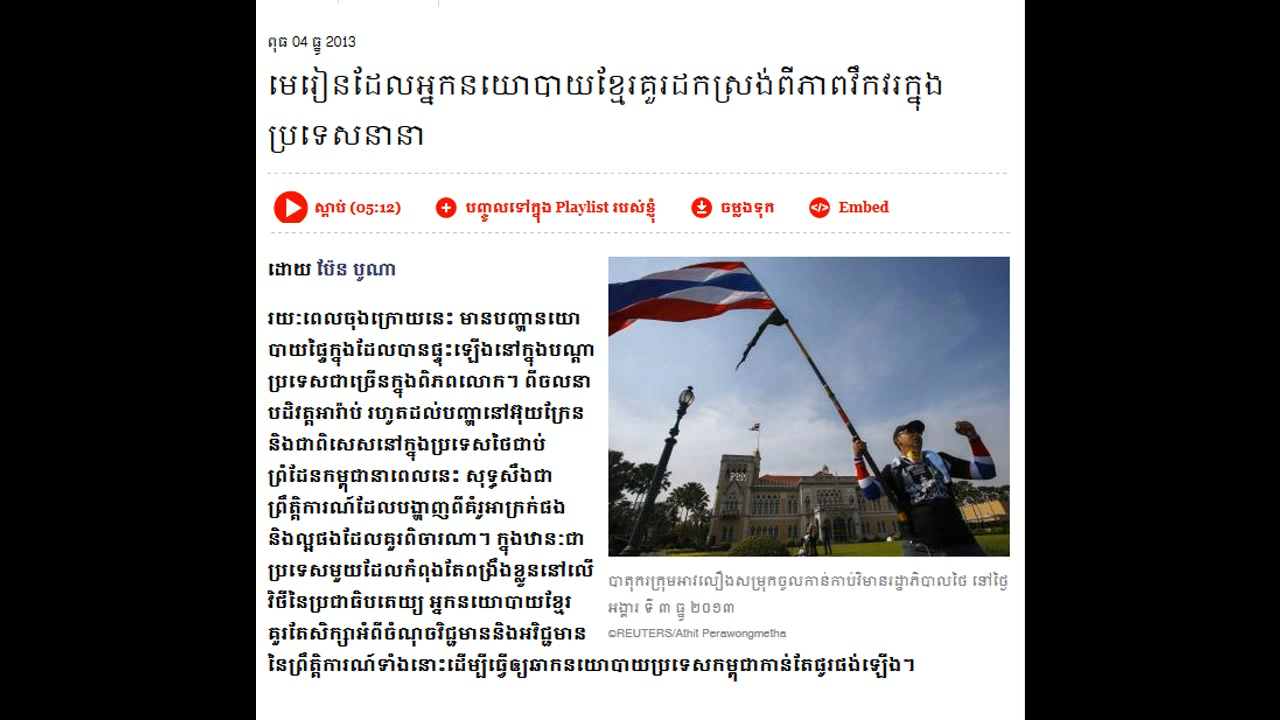 ពុធ 04 ធ្នូ 2013
មេរៀនដែលអ្នកនយោបាយខ្មែរគួរដកស្រង់ពីភាពវឹកវរក្នុង
ប្រទេសនានា
ស្តាប់ (05:12)
បញ្ចូលទៅក្នុង Playlist របស់ខ្ញុំ
ចម្លងទុក
Embed
ដោយ ប៉ែន បូណា
រយៈពេលចុងក្រោយនេះ មានបញ្ហានយោ
បាយផ្ទៃក្នុងដែលបានផ្ទុះឡើងនៅក្នុងបណ្តា
ប្រទេសជាច្រើនក្នុងពិភពលោក។ ពីចលនា
បដិវត្តអារ៉ាប់ រហូតដល់បញ្ហានៅអ៊ុយក្រែន
និងជាពិសេសនៅក្នុងប្រទេសថៃជាប់
ព្រំដែនកម្ពុជានាពេលនេះ សុទ្ធសឹងជា
ព្រឹត្តិការណ៍ដែលបង្ហាញពីគំរូអាក្រក់ផង
និងល្អផងដែលគួរពិចារណា។ ក្នុងឋានៈជា
ប្រទេសមួយដែលកំពុងតែពង្រឹងខ្លួននៅលើ
វិថីនៃប្រជាធិបតេយ្យ អ្នកនយោបាយខ្មែរ
គួរតែសិក្សាអំពីចំណុចវិជ្ជមាននិងអវិជ្ជមាន
នៃព្រឹត្តិការណ៍ទាំងនោះដើម្បីធ្វើឲ្យឆាកនយោបាយប្រទេសកម្ពុជាកាន់តែផូរផង់ឡើង។
បាតុករក្រុមអាវលឿងសម្រុកចូលកាន់កាប់វិមានរដ្ឋាភិបាលថៃ នៅថ្ងៃ
អង្គារ ទី ៣ ធ្នូ ២០១៣
©REUTERS/Athit Perawongmetha